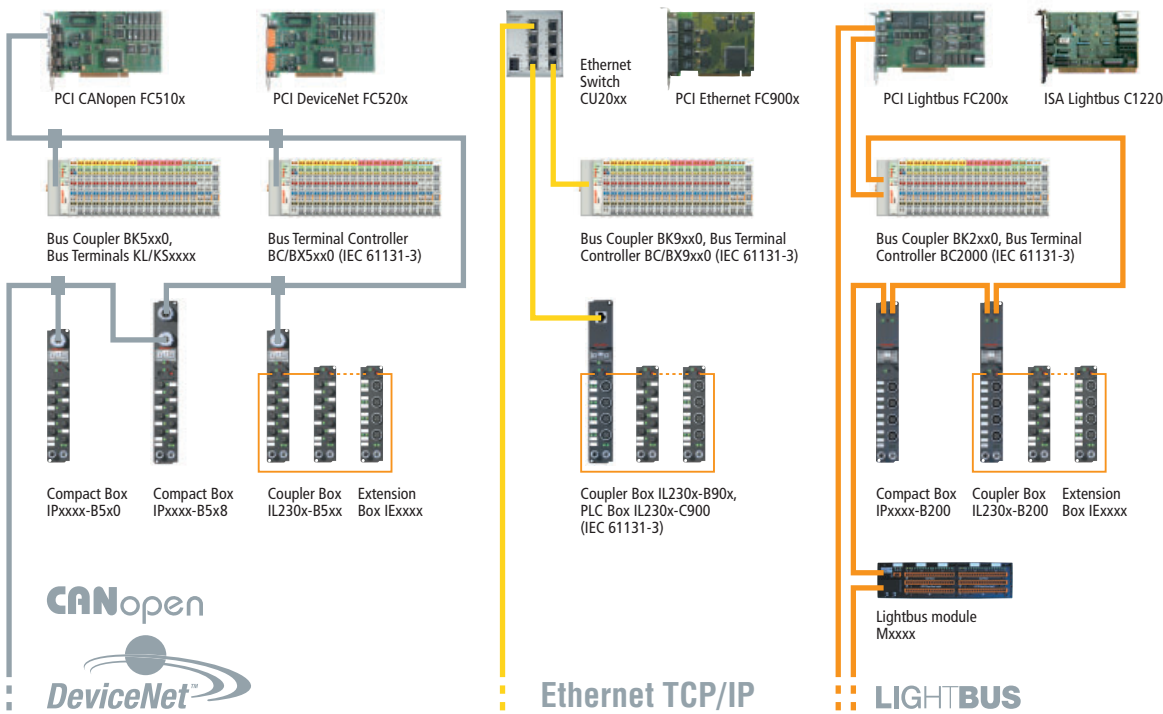 PCI CANopen FC510x
PCI DeviceNet FC520x
Ethernet
Switch
CU20xx
PCI Ethernet FC900x
PCI Lightbus FC200x
ISA Lightbus C1220
Bus Coupler BK5xx0,
Bus Terminals KL/KSxxxx
Bus Terminal Controller
BC/BX5xx0 (IEC 61131-3)
Bus Coupler BK9xx0, Bus Terminal
Controller BC/BX9xx0 (IEC 61131-3)
Bus Coupler BK2xx0, Bus Terminal
Controller BC2000 (IEC 61131-3)
Compact Box
IPxxxx-B5x0
Compact Box
IPxxxx-B5x8
Coupler Box
IL230x-B5xx
Extension
Box IExxxx
Coupler Box IL230x-B90x,
PLC Box IL230x-C900
(IEC 61131-3)
Compact Box
IPxxxx-B200
Coupler Box
IL230x-B200
Extension
Box IExxxx
Lightbus module
Mxxxx
CANopen
DeviceNet™
Ethernet TCP/IP
LIGHTBUS